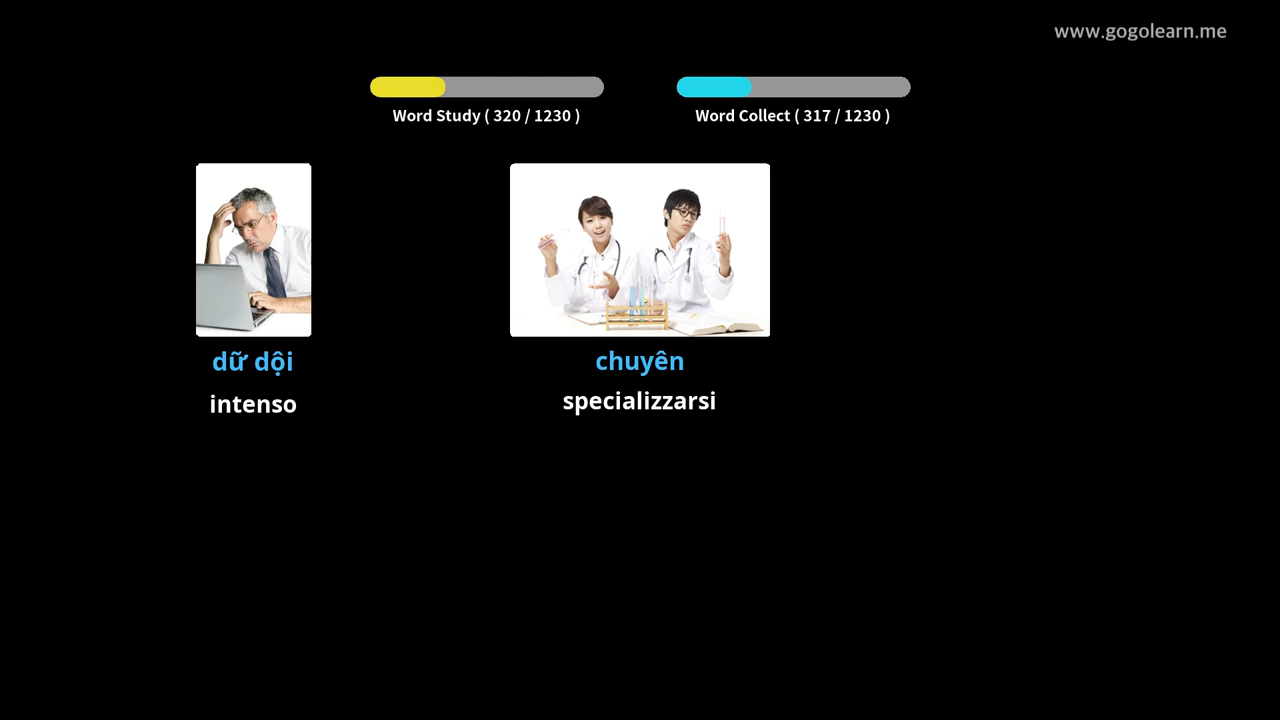 www.gogolearn.me
Word Study ( 320 / 1230 )
Word Collect ( 317 / 1230 )
dữ dội
intenso
chuyên
specializzarsi